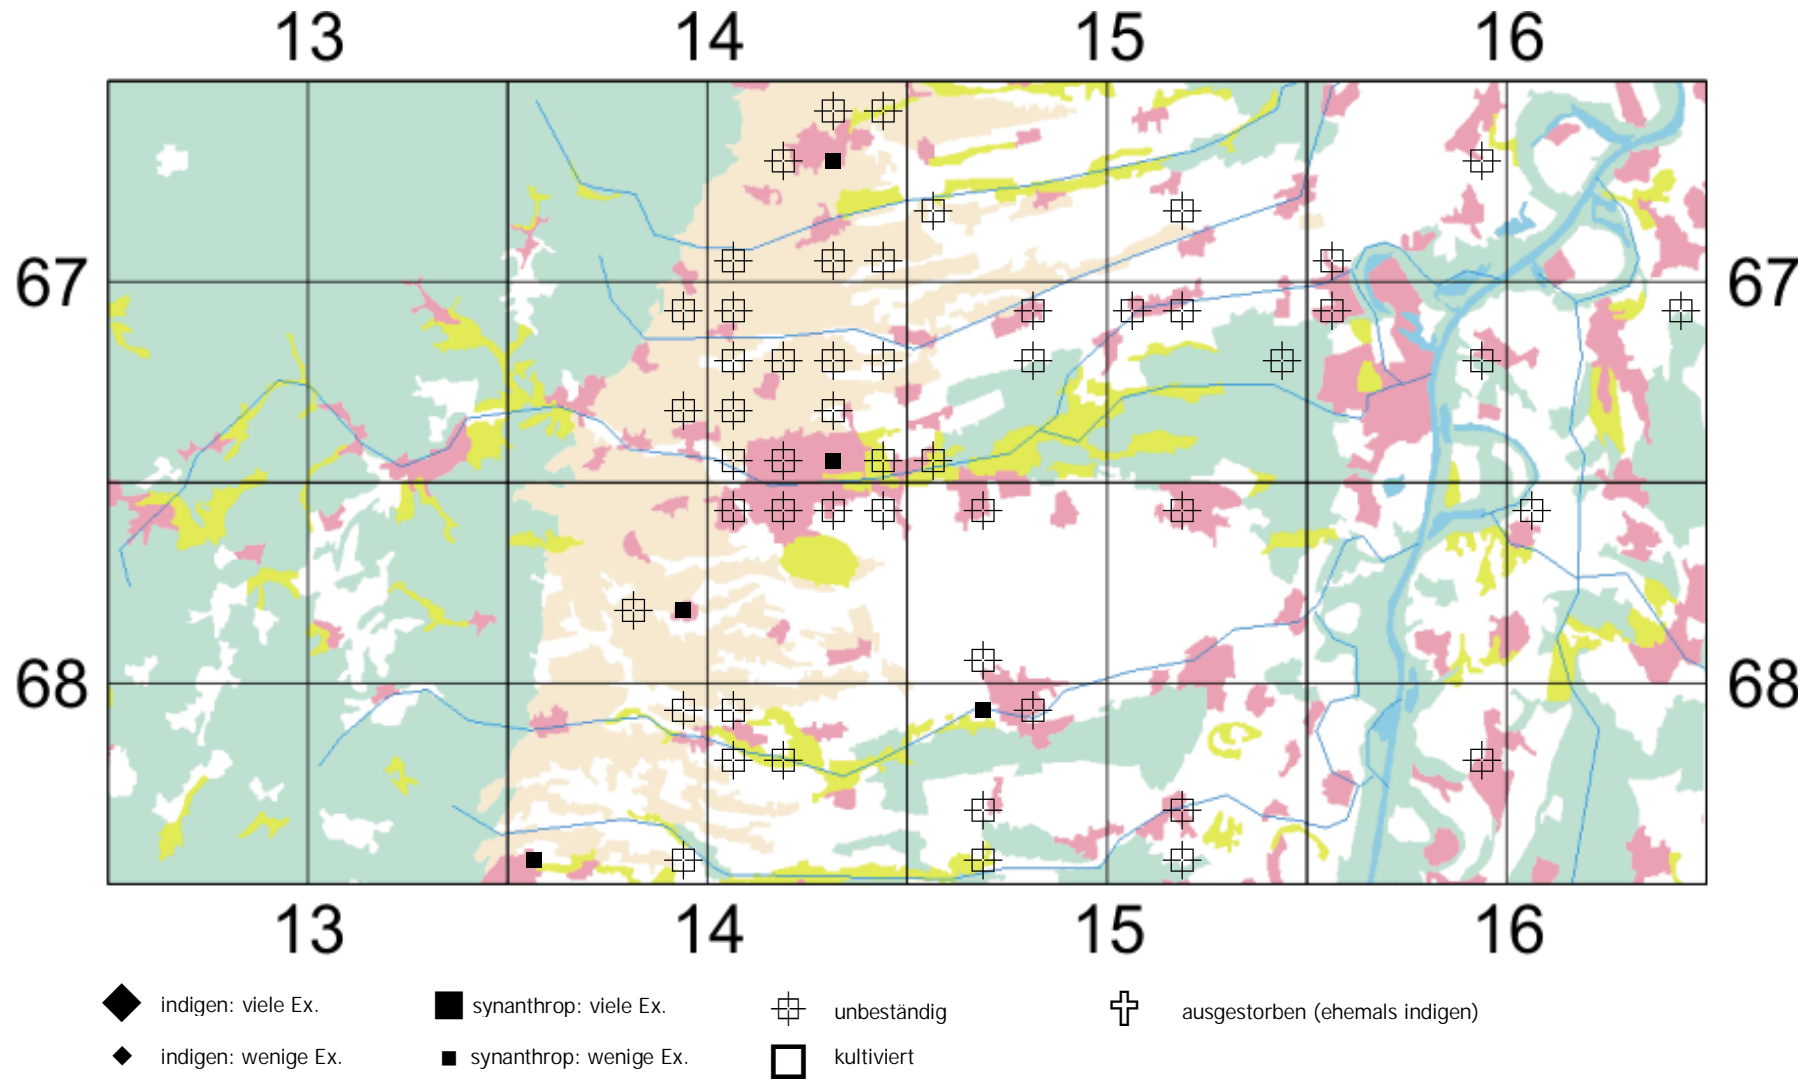 13 14 15 16
67 67
68 68
13 14 15 16
indigen: viele Ex. synanthrop: viele Ex. unbeständig ausgestorben (ehemals indigen)
indigen: wenige Ex. synanthrop: wenige Ex. kultiviert